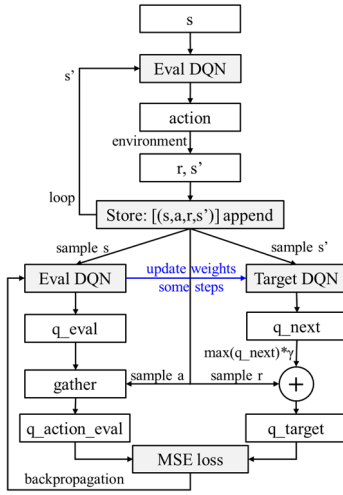 s
s'
Eval DQN
action
environment
r, s'
loop
Store: [(s,a,r,s')] append
sample s
sample s'
Eval DQN
update weights
some steps
Target DQN
q_eval
q_next
max(q_next)*γ
gather
sample a
sample r
+
q_action_eval
q_target
MSE loss
backpropagation